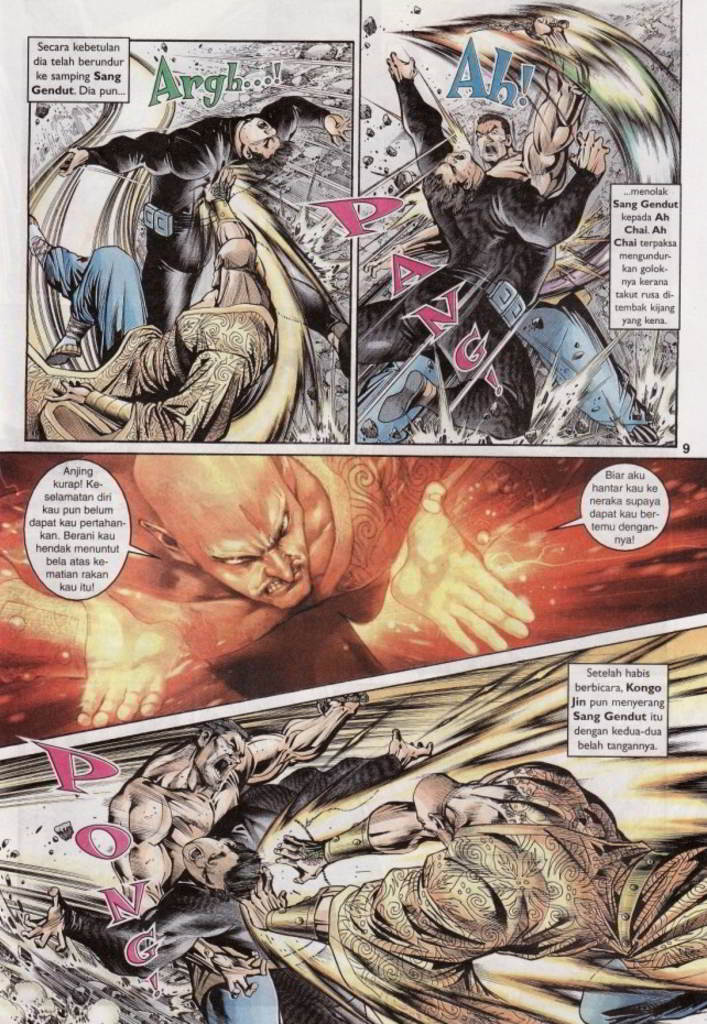 Secara kebetulan
dia telah berundur
ke samping Sang
Gendut. Dia pun...
Argh...!
Ah!
PANG!
...menolak
Sang Gendut
kepada Ah
Chai. Ah
Chai terpaksa
mengundur-
kan golok-
nya kerana
takut rusa di-
tembak kijang
yang kena.
9
Anjing
kurap! Ke-
selamatan diri
kau pun belum
dapat kau pertahan-
kan. Berani kau
hendak menuntut
bela atas ke-
matian rakan
kau itu!
Biar aku
hantar kau ke
neraka supaya
dapat kau ber-
temu dengan-
nya!
Setelah habis
berbicara, Kongo
Jin pun menyerang
Sang Gendut itu
dengan kedua-dua
belah tangannya.
PONG!